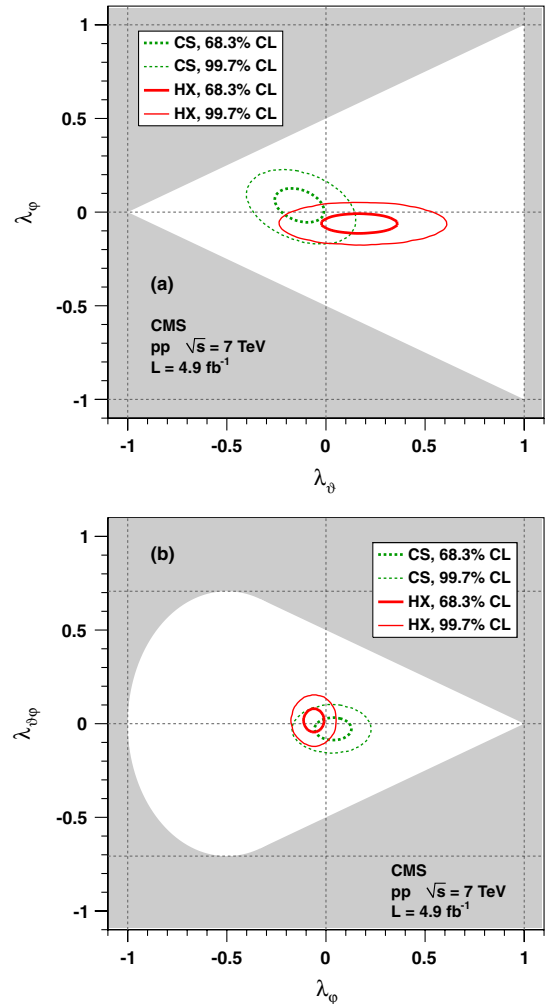 1
CS, 68.3% CL
CS, 99.7% CL
HX, 68.3% CL
HX, 99.7% CL
0.5
λφ
0
-0.5
(a)
CMS
pp √s = 7 TeV
L = 4.9 fb⁻¹
-1
-1 -0.5 0 0.5 1
λϑ
1
(b)
CS, 68.3% CL
CS, 99.7% CL
HX, 68.3% CL
HX, 99.7% CL
0.5
λϑφ
0
-0.5
CMS
pp √s = 7 TeV
L = 4.9 fb⁻¹
-1
-1 -0.5 0 0.5 1
λφ